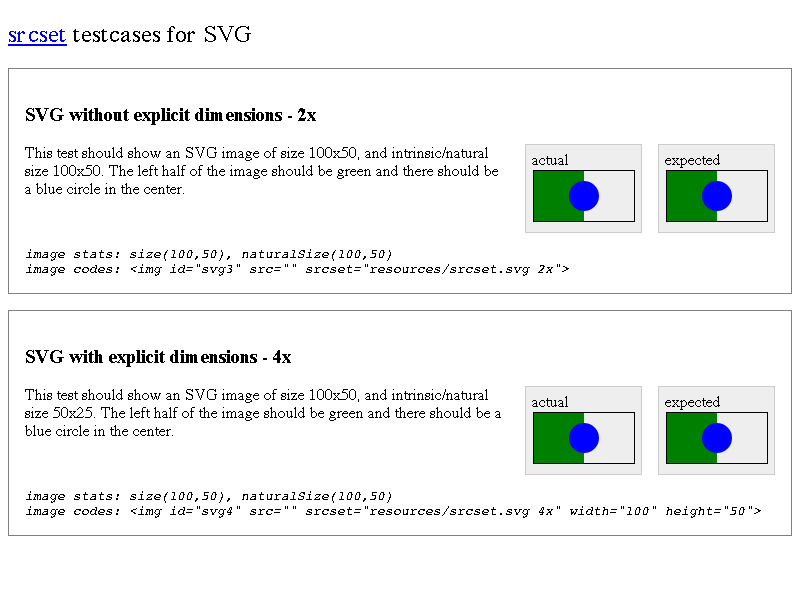 srcset testcases for SVG
SVG without explicit dimensions - 2x
This test should show an SVG image of size 100x50, and intrinsic/natural
size 100x50. The left half of the image should be green and there should be
a blue circle in the center.
actual
expected
image stats: size(100,50), naturalSize(100,50)
image codes: <img id="svg3" src="" srcset="resources/srcset.svg 2x">
SVG with explicit dimensions - 4x
This test should show an SVG image of size 100x50, and intrinsic/natural
size 50x25. The left half of the image should be green and there should be a
blue circle in the center.
actual
expected
image stats: size(100,50), naturalSize(100,50)
image codes: <img id="svg4" src="" srcset="resources/srcset.svg 4x" width="100" height="50">